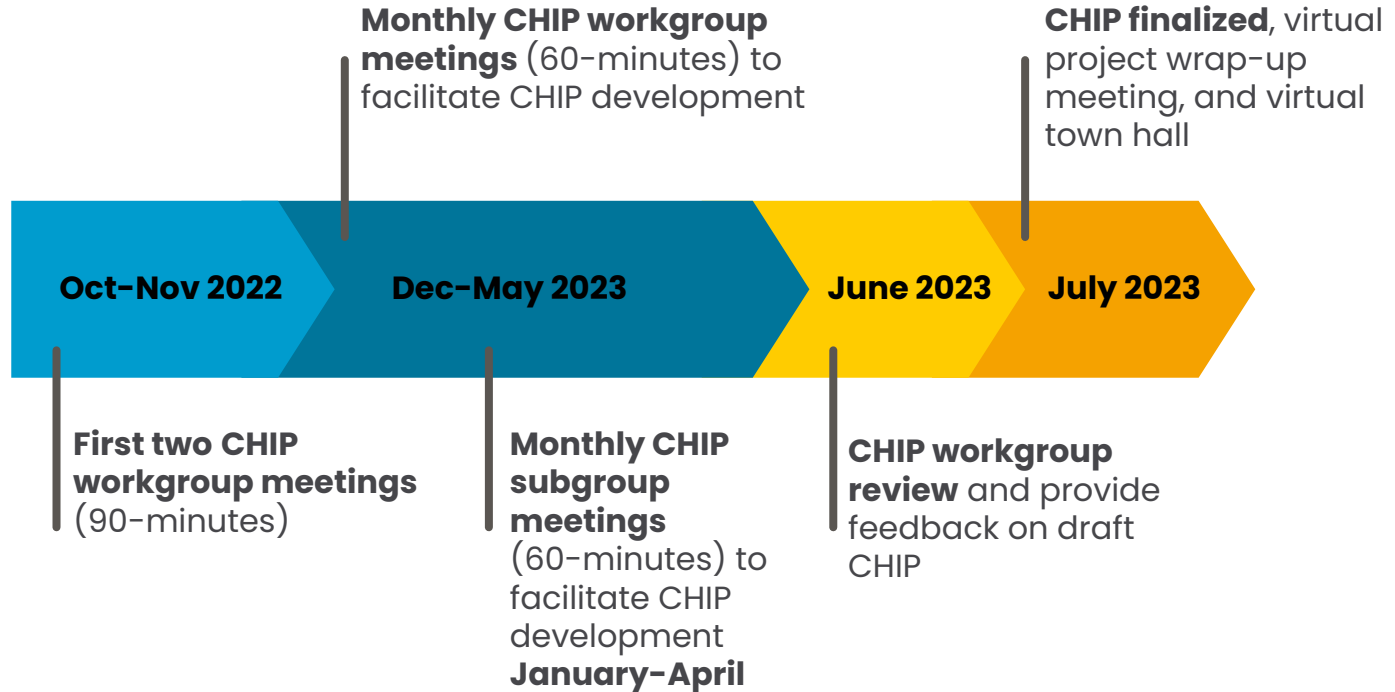 Monthly CHIP workgroup
meetings (60-minutes) to
facilitate CHIP development
CHIP finalized, virtual
project wrap-up
meeting, and virtual
town hall
Oct-Nov 2022
Dec-May 2023
June 2023
July 2023
First two CHIP
workgroup meetings
(90-minutes)
Monthly CHIP
subgroup
meetings
(60-minutes) to
facilitate CHIP
development
January-April
CHIP workgroup
review and provide
feedback on draft
CHIP